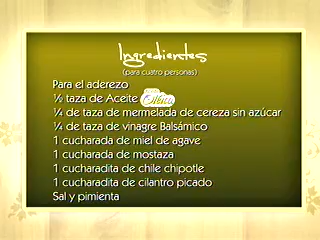 Ingredientes
(para cuatro personas)
Para el aderezo
½ taza de Aceite Oléico
¼ de taza de mermelada de cereza sin azúcar
¼ de taza de vinagre Balsámico
1 cucharada de miel de agave
1 cucharada de mostaza
1 cucharadita de chile chipotle
1 cucharadita de cilantro picado
Sal y pimienta